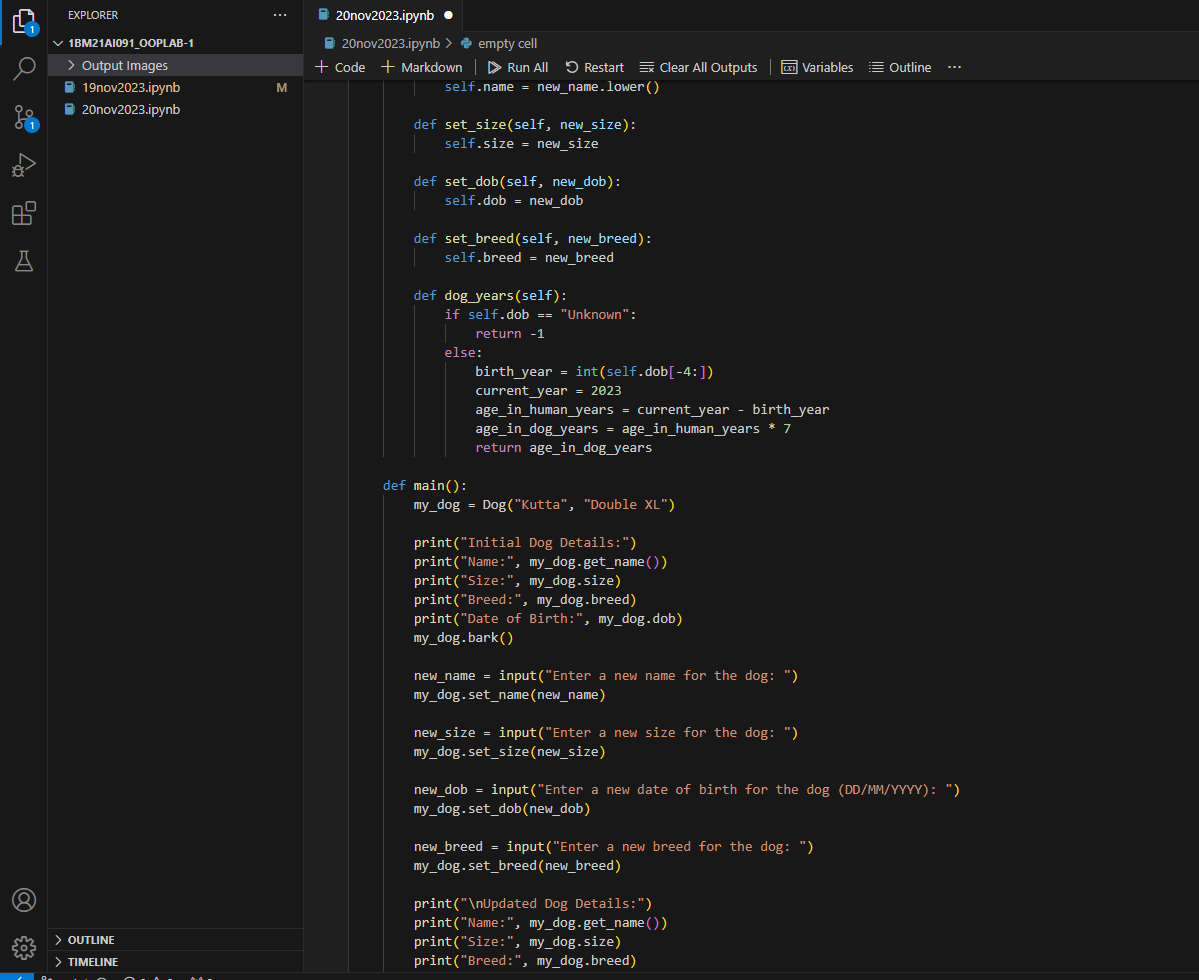 EXPLORER
1BM21AI091_OOPLAB-1
Output Images
19nov2023.ipynb M
20nov2023.ipynb
OUTLINE
TIMELINE
1
1
20nov2023.ipynb
20nov2023.ipynb > empty cell
+ Code + Markdown Run All Restart Clear All Outputs Variables Outline ...
self.name = new_name.lower()
def set_size(self, new_size):
self.size = new_size
def set_dob(self, new_dob):
self.dob = new_dob
def set_breed(self, new_breed):
self.breed = new_breed
def dog_years(self):
if self.dob == "Unknown":
return -1
else:
birth_year = int(self.dob[-4:])
current_year = 2023
age_in_human_years = current_year - birth_year
age_in_dog_years = age_in_human_years * 7
return age_in_dog_years
def main():
my_dog = Dog("Kutta", "Double XL")
print("Initial Dog Details:")
print("Name:", my_dog.get_name())
print("Size:", my_dog.size)
print("Breed:", my_dog.breed)
print("Date of Birth:", my_dog.dob)
my_dog.bark()
new_name = input("Enter a new name for the dog: ")
my_dog.set_name(new_name)
new_size = input("Enter a new size for the dog: ")
my_dog.set_size(new_size)
new_dob = input("Enter a new date of birth for the dog (DD/MM/YYYY): ")
my_dog.set_dob(new_dob)
new_breed = input("Enter a new breed for the dog: ")
my_dog.set_breed(new_breed)
print("\nUpdated Dog Details:")
print("Name:", my_dog.get_name())
print("Size:", my_dog.size)
print("Breed:", my_dog.breed)